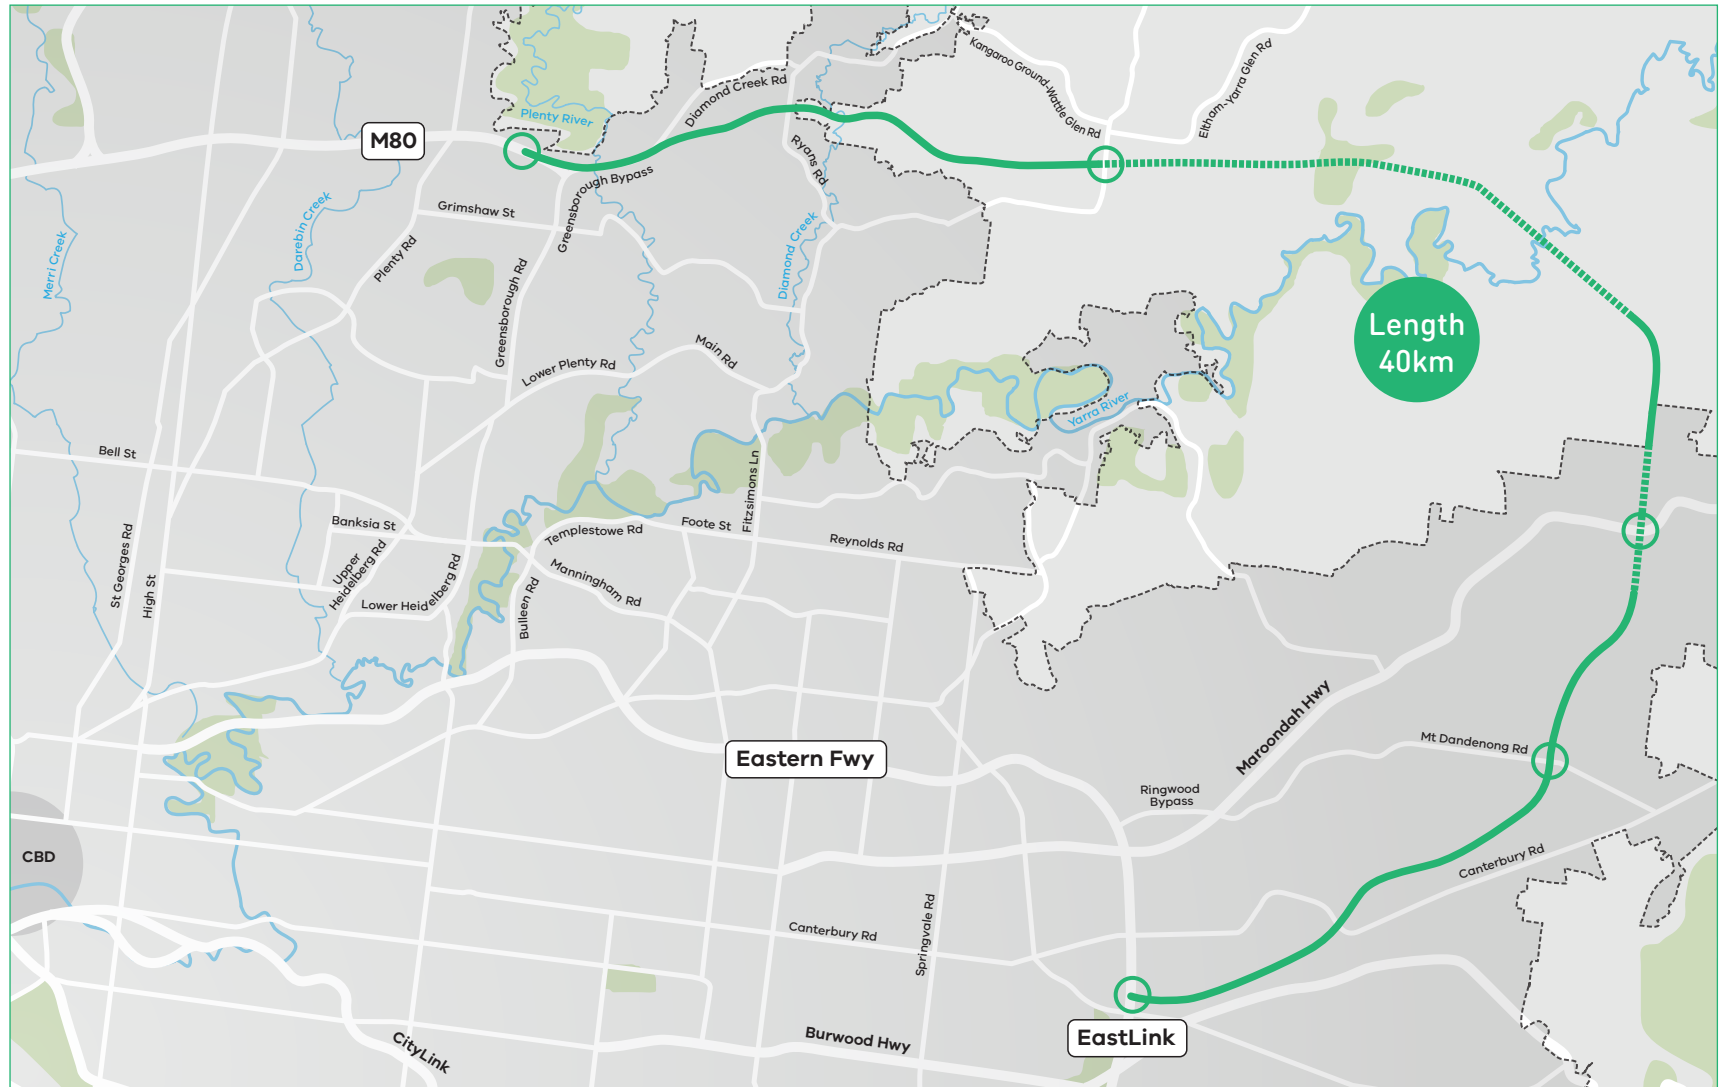 Kangaroo Ground-Wattle Glen Rd
Eltham-Yarra Glen Rd
Diamond Creek Rd
Plenty River
M80
Ryans Rd
Greensborough Bypass
Grimshaw St
Darebin Creek
Merri Creek
Plenty Rd
Diamond Creek
Greensborough Rd
Length
40km
Main Rd
Lower Plenty Rd
Yarra River
Bell St
Fitzsimons Ln
Banksia St
Templestowe Rd
Foote St
Reynolds Rd
St Georges Rd
High St
Upper
Heidelberg Rd
Lower Heidelberg Rd
Bulleen Rd
Manningham Rd
Maroondah Hwy
Mt Dandenong Rd
Eastern Fwy
Ringwood
Bypass
CBD
Canterbury Rd
Canterbury Rd
Springvale Rd
EastLink
Burwood Hwy
CityLink